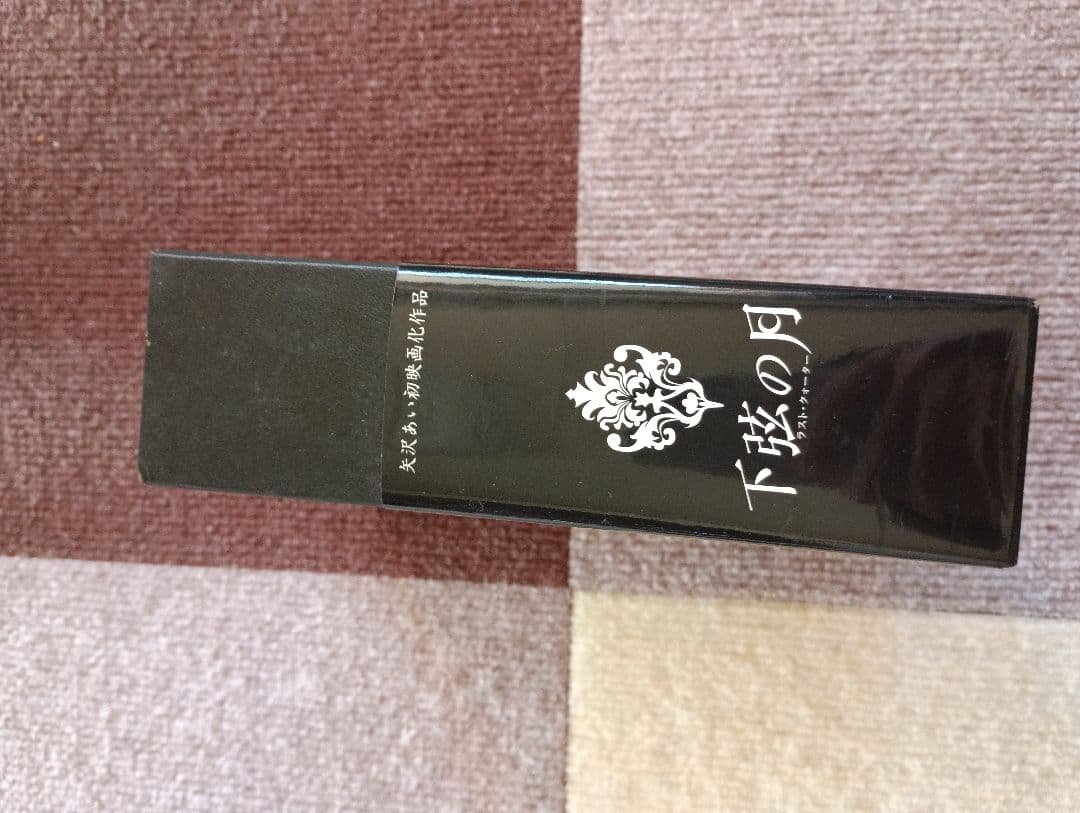 矢沢あい初映画化作品
下弦の月
ラスト・クォーター